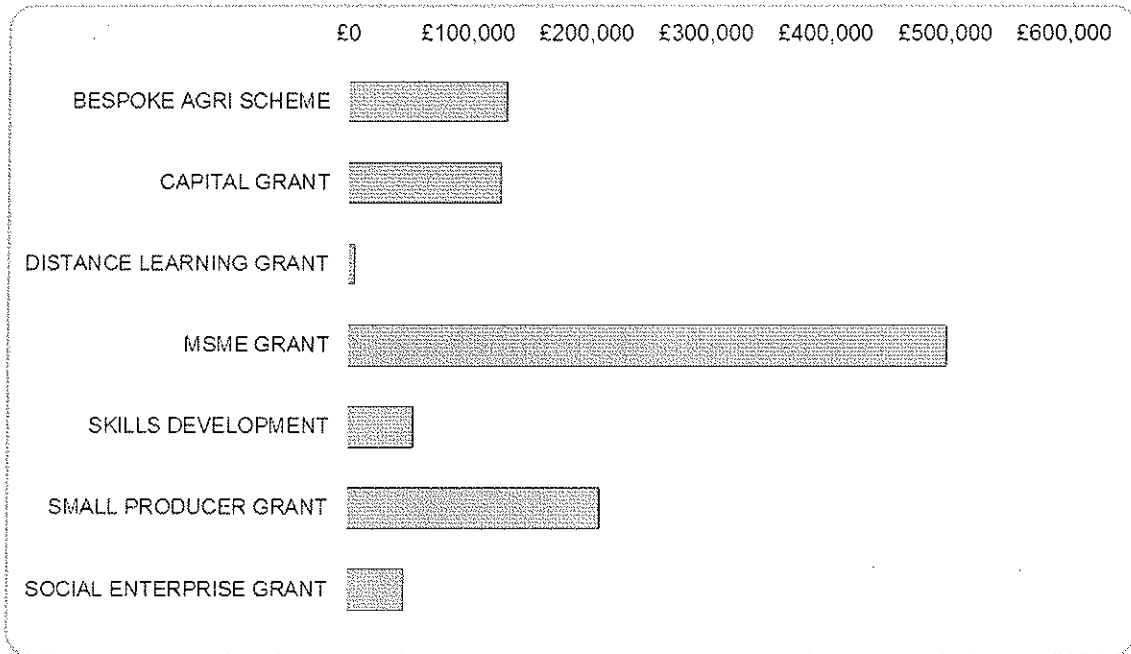 £0 £100,000 £200,000 £300,000 £400,000 £500,000 £600,000
BESPOKE AGRI SCHEME
CAPITAL GRANT
DISTANCE LEARNING GRANT
MSME GRANT
SKILLS DEVELOPMENT
SMALL PRODUCER GRANT
SOCIAL ENTERPRISE GRANT